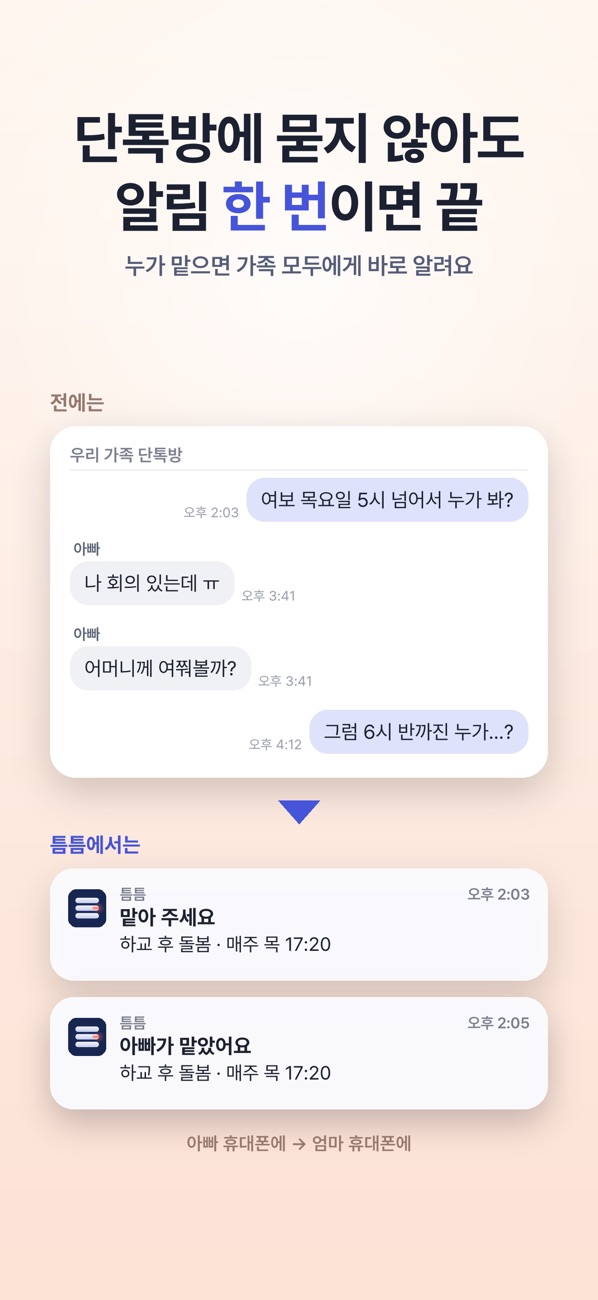 단톡방에 묻지 않아도
알림 한 번이면 끝
누가 맡으면 가족 모두에게 바로 알려요
전에는
우리 가족 단톡방
오후 2:03 여보 목요일 5시 넘어서 누가 봐?
아빠
나 회의 있는데 ㅠ 오후 3:41
아빠
어머니께 여쭤볼까? 오후 3:41
오후 4:12 그럼 6시 반까진 누가...?
틈틈에서는
틈틈 오후 2:03
맡아 주세요
하교 후 돌봄 · 매주 목 17:20
틈틈 오후 2:05
아빠가 맡았어요
하교 후 돌봄 · 매주 목 17:20
아빠 휴대폰에 → 엄마 휴대폰에